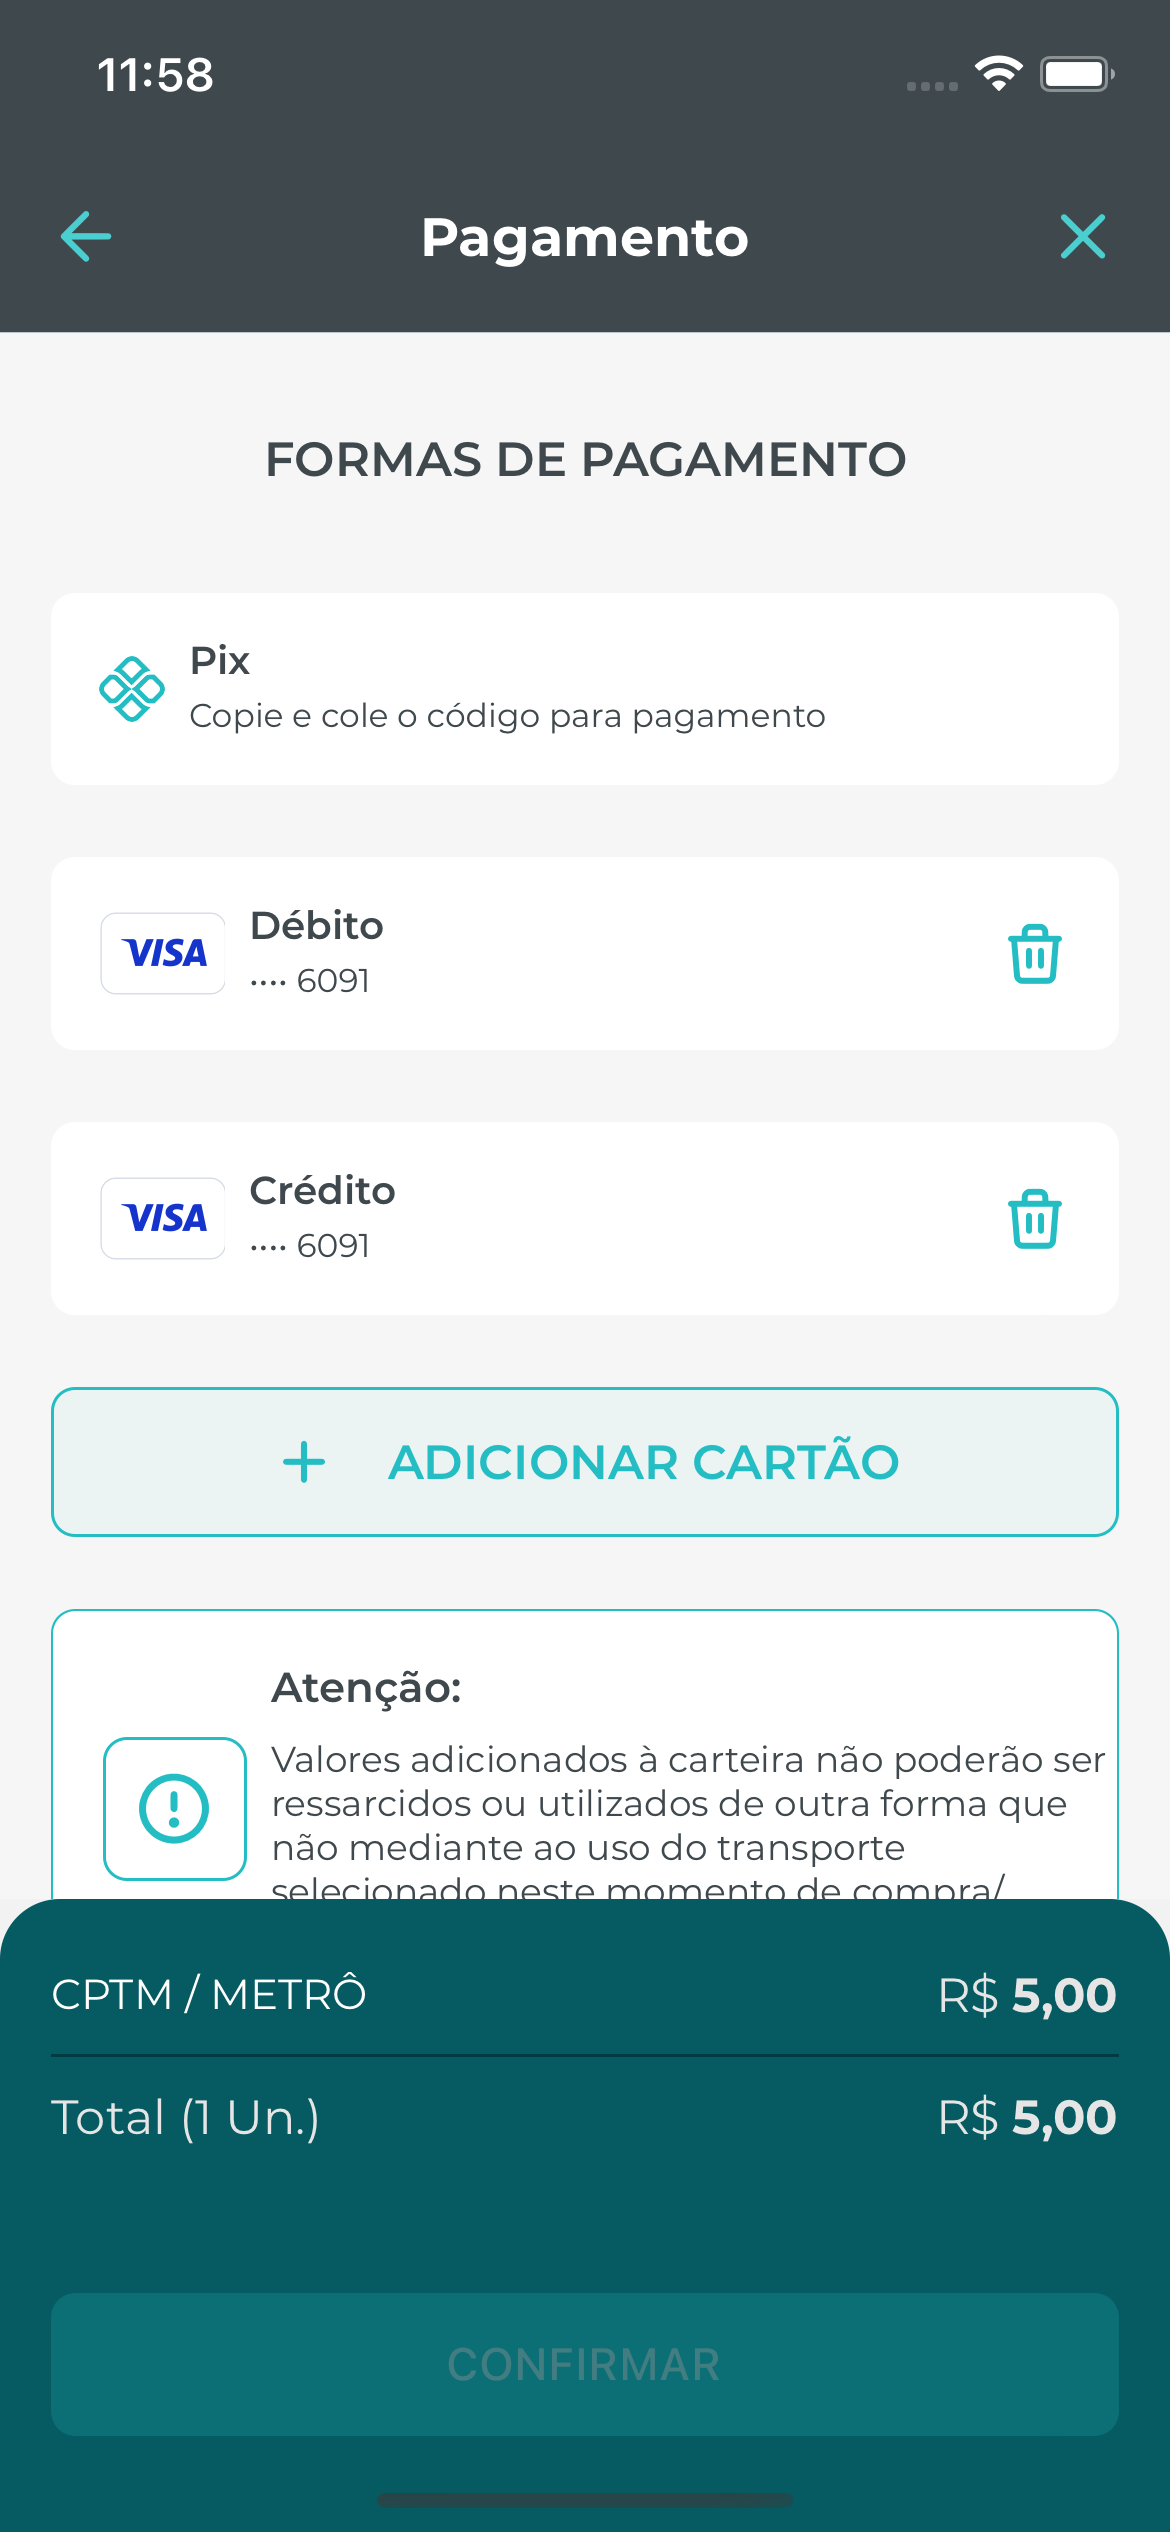 11:58
Pagamento
FORMAS DE PAGAMENTO
Pix
Copie e cole o código para pagamento
VISA
Débito
···· 6091
VISA
Crédito
···· 6091
+ ADICIONAR CARTÃO
Atenção:
Valores adicionados à carteira não poderão ser
ressarcidos ou utilizados de outra forma que
não mediante ao uso do transporte
selecionado neste momento de compra/
CPTM / METRÔ R$ 5,00
Total (1 Un.) R$ 5,00
CONFIRMAR